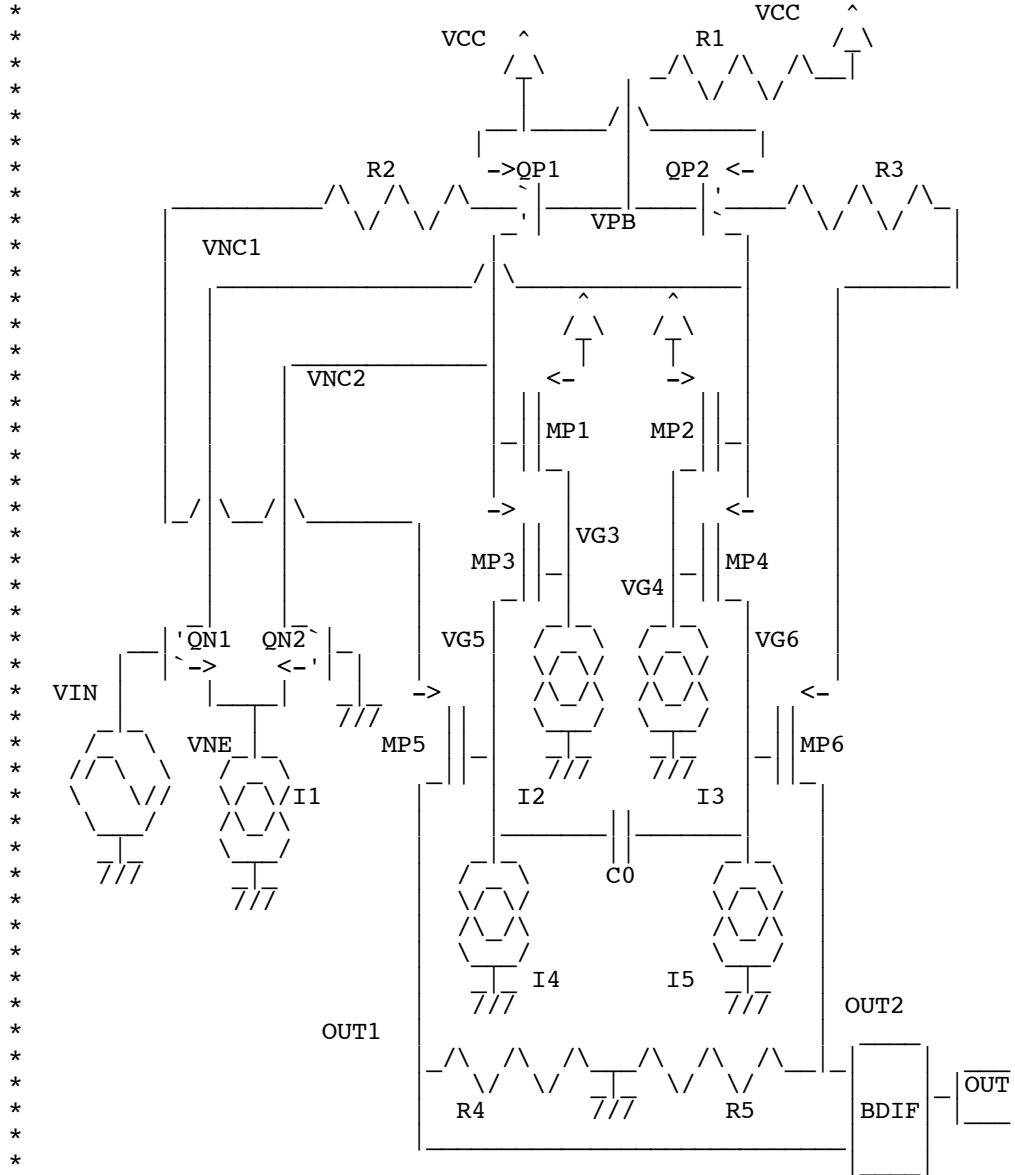 VCC
VCC R1
R2 QP1 QP2 R3
VPB
VNC1
VNC2
MP1 MP2
VG3
MP3 MP4
VG4
QN1 QN2 VG5 VG6
VIN
VNE MP5 MP6
I1 I2 I3
C0
I4 I5
OUT2
OUT1
OUT
R4 R5 BDIF